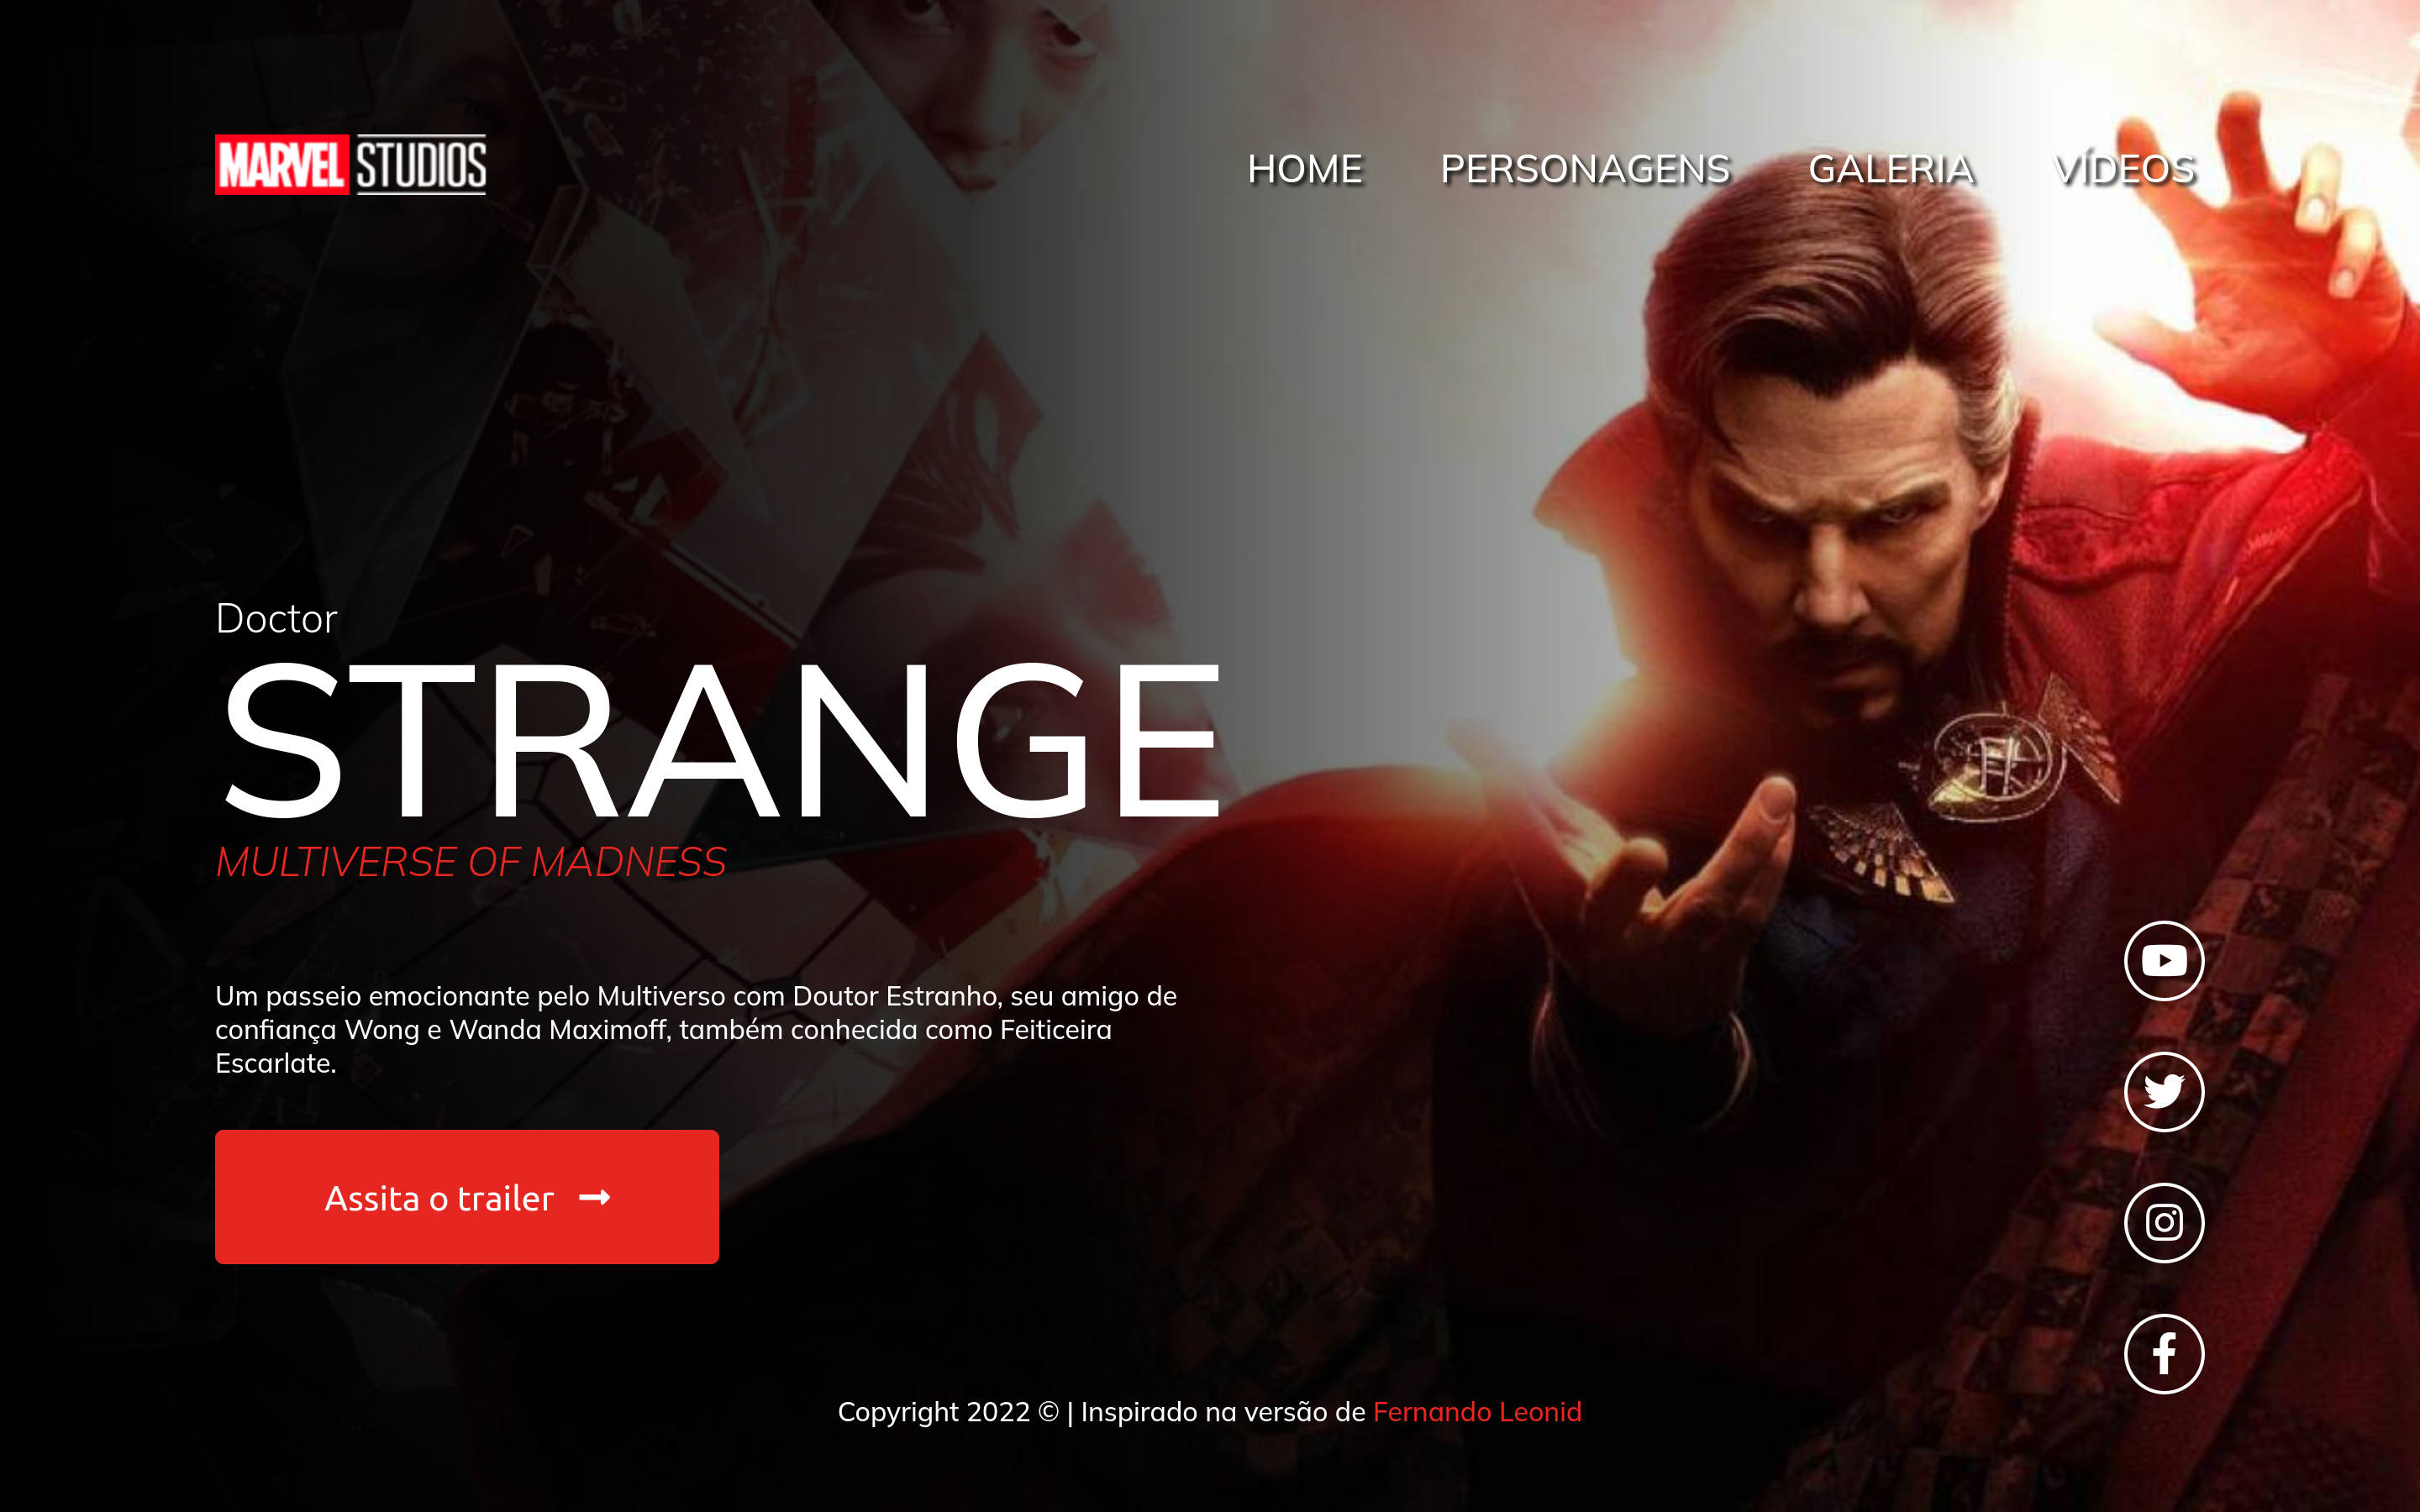 MARVEL STUDIOS
HOME PERSONAGENS GALERIA VÍDEOS
Doctor
STRANGE
MULTIVERSE OF MADNESS
Um passeio emocionante pelo Multiverso com Doutor Estranho, seu amigo de
confiança Wong e Wanda Maximoff, também conhecida como Feiticeira
Escarlate.
Assita o trailer
Copyright 2022 © | Inspirado na versão de Fernando Leonid